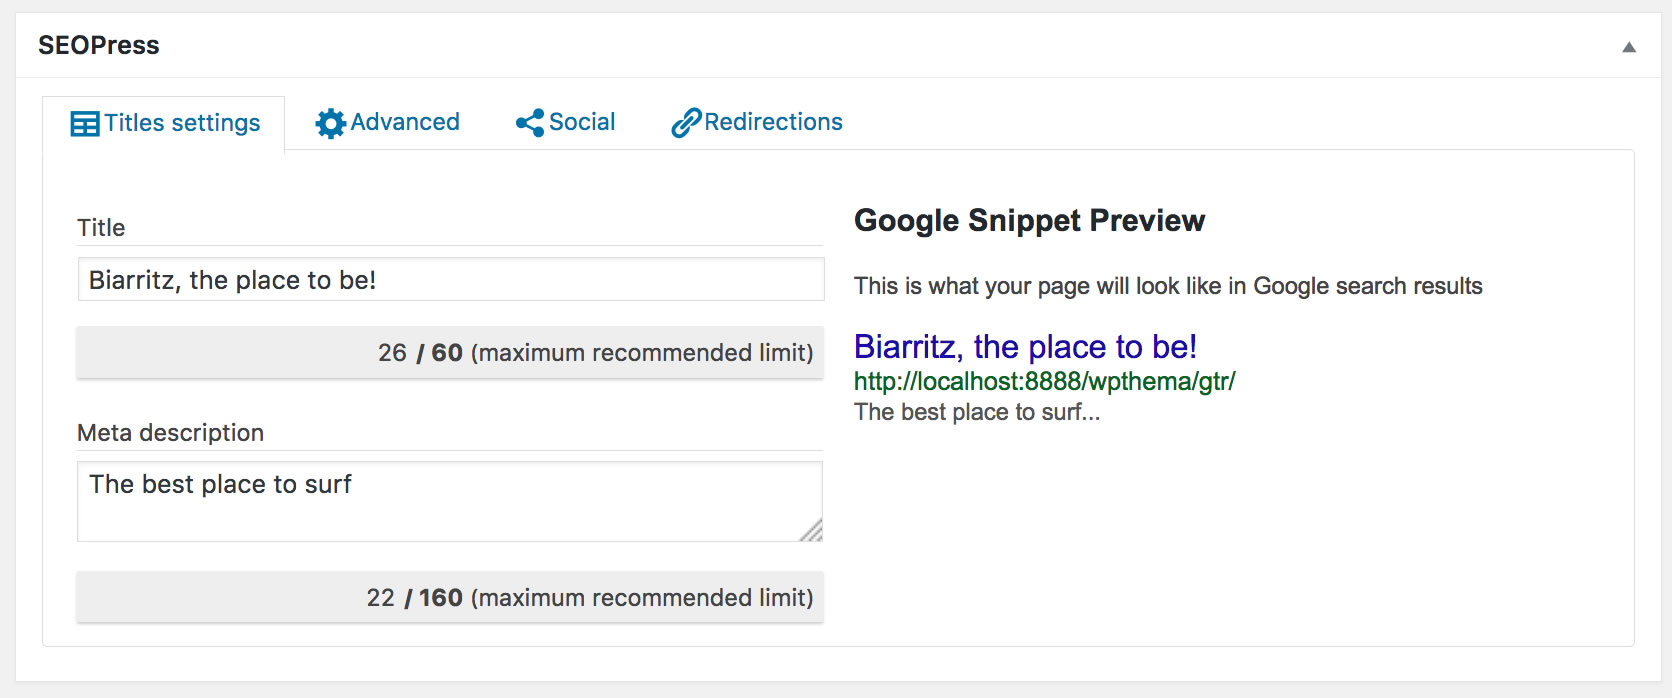 SEOPress
Titles settings
Advanced
Social
Redirections
Title
Biarritz, the place to be!
26 / 60 (maximum recommended limit)
Meta description
The best place to surf
22 / 160 (maximum recommended limit)
Google Snippet Preview
This is what your page will look like in Google search results
Biarritz, the place to be!
http://localhost:8888/wpthema/gtr/
The best place to surf...